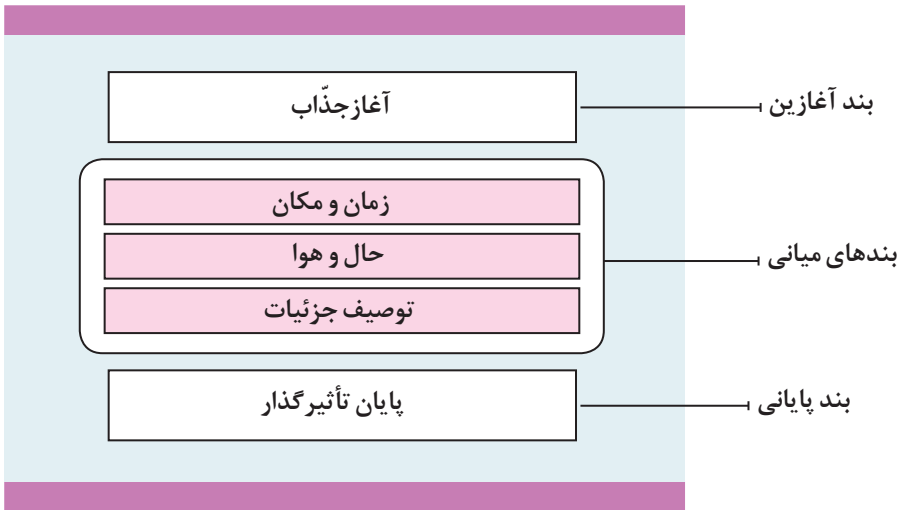 بند آغازین
آغاز جذّاب
بندهای میانی
زمان و مکان
حال و هوا
توصیف جزئیات
بند پایانی
پایان تأثیرگذار